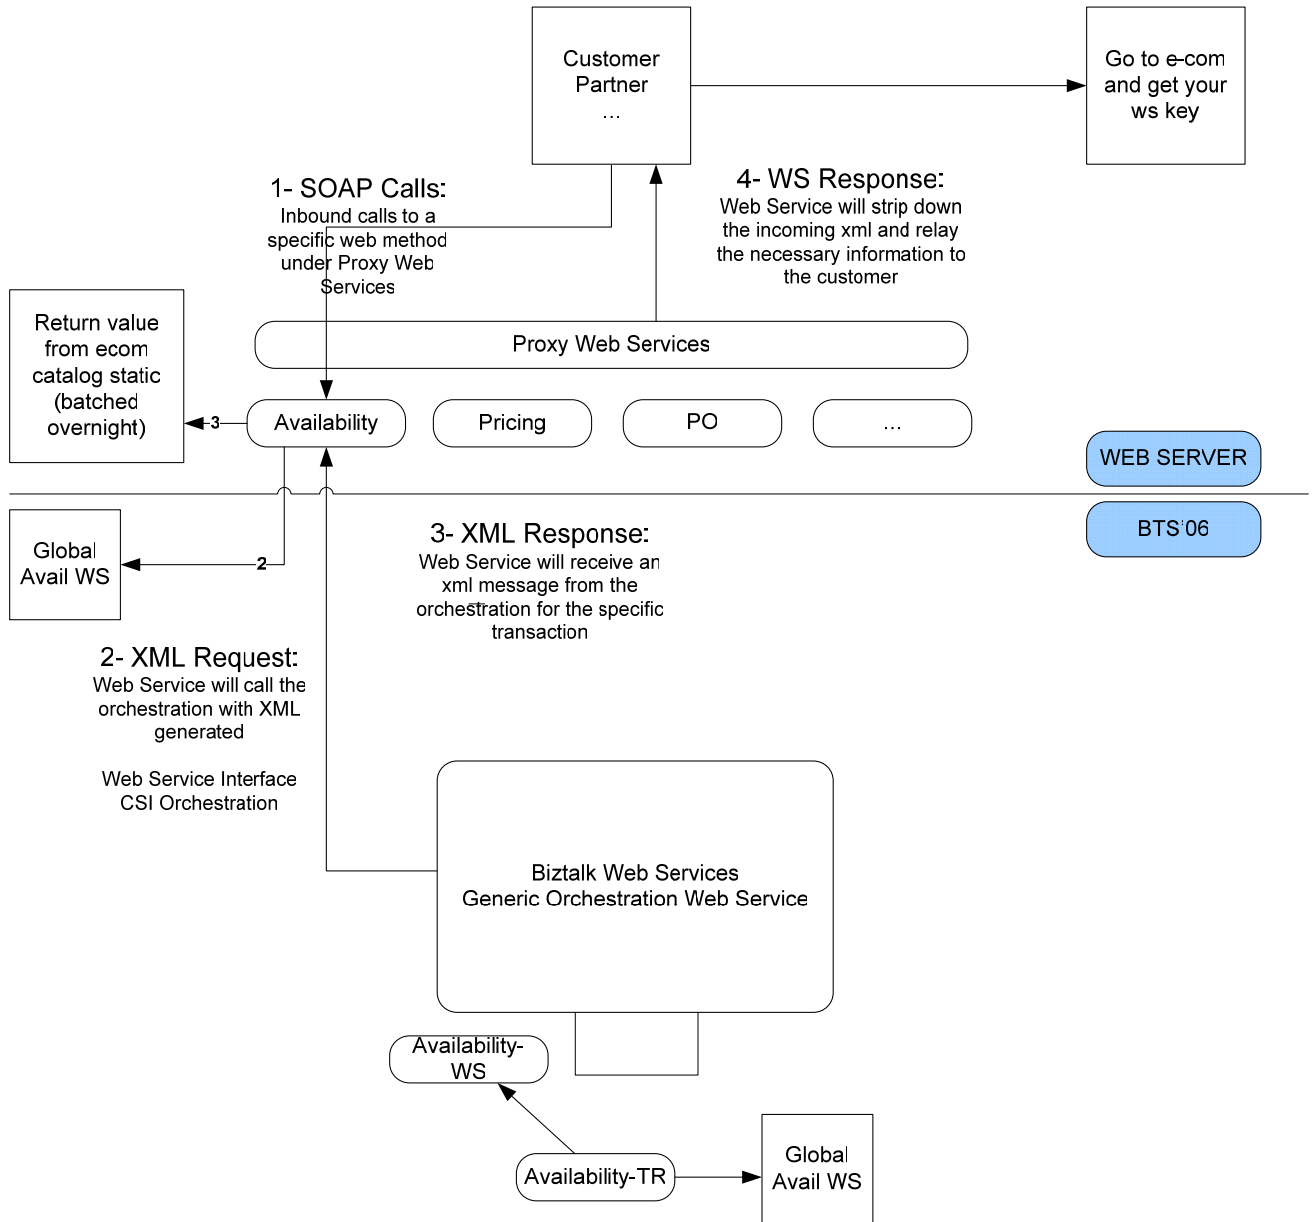 Customer
Partner
...
Go to e-com
and get your
ws key
1- SOAP Calls:
Inbound calls to a
specific web method
under Proxy Web
Services
4- WS Response:
Web Service will strip down
the incoming xml and relay
the necessary information to
the customer
Return value
from ecom
catalog static
(batched
overnight)
Proxy Web Services
3
Availability
Pricing
PO
...
WEB SERVER
BTS'06
Global
Avail WS
2
3- XML Response:
Web Service will receive an
xml message from the
orchestration for the specific
transaction
2- XML Request:
Web Service will call the
orchestration with XML
generated
Web Service Interface
CSI Orchestration
Biztalk Web Services
Generic Orchestration Web Service
Availability-
WS
Availability-TR
Global
Avail WS